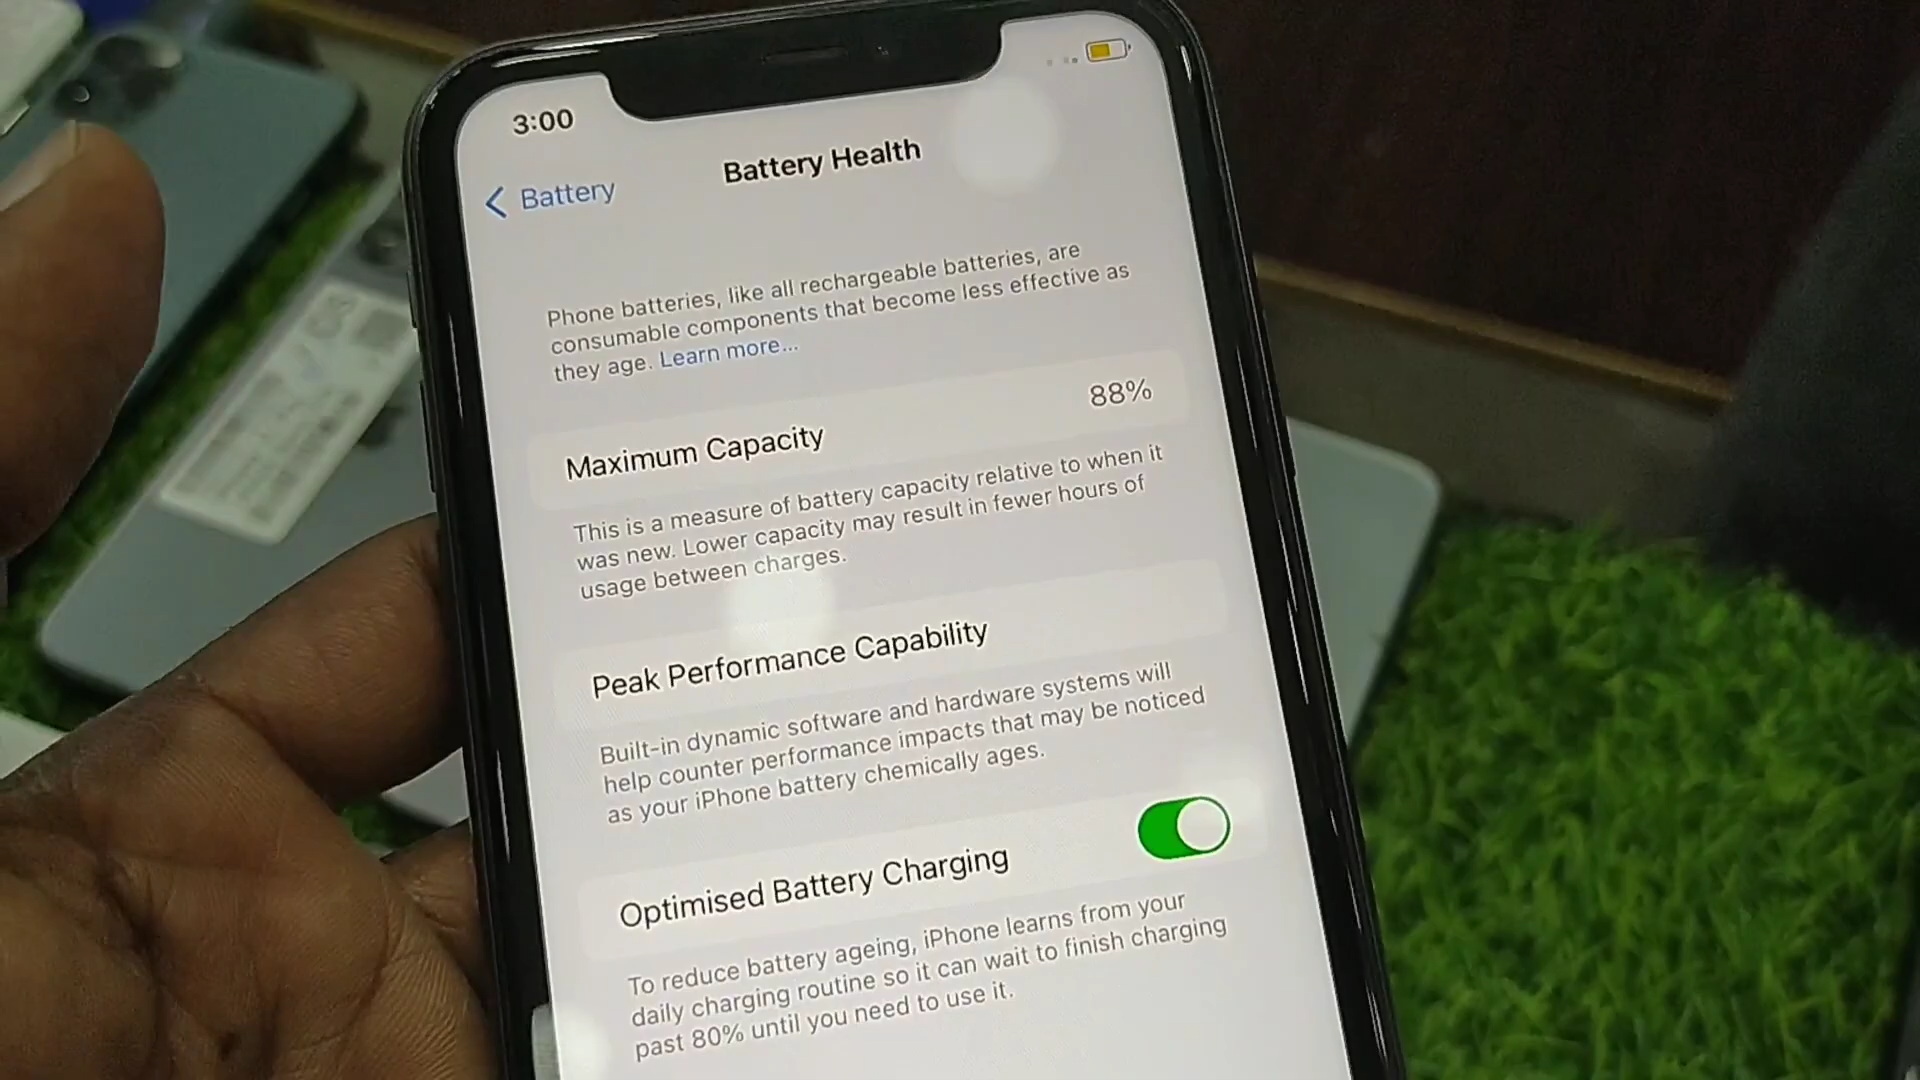 3:00
Battery
Battery Health
Phone batteries, like all rechargeable batteries, are
consumable components that become less effective as
they age. Learn more...
Maximum Capacity
88%
This is a measure of battery capacity relative to when it
was new. Lower capacity may result in fewer hours of
usage between charges.
Peak Performance Capability
Built-in dynamic software and hardware systems will
help counter performance impacts that may be noticed
as your iPhone battery chemically ages.
Optimised Battery Charging
To reduce battery ageing, iPhone learns from your
daily charging routine so it can wait to finish charging
past 80% until you need to use it.